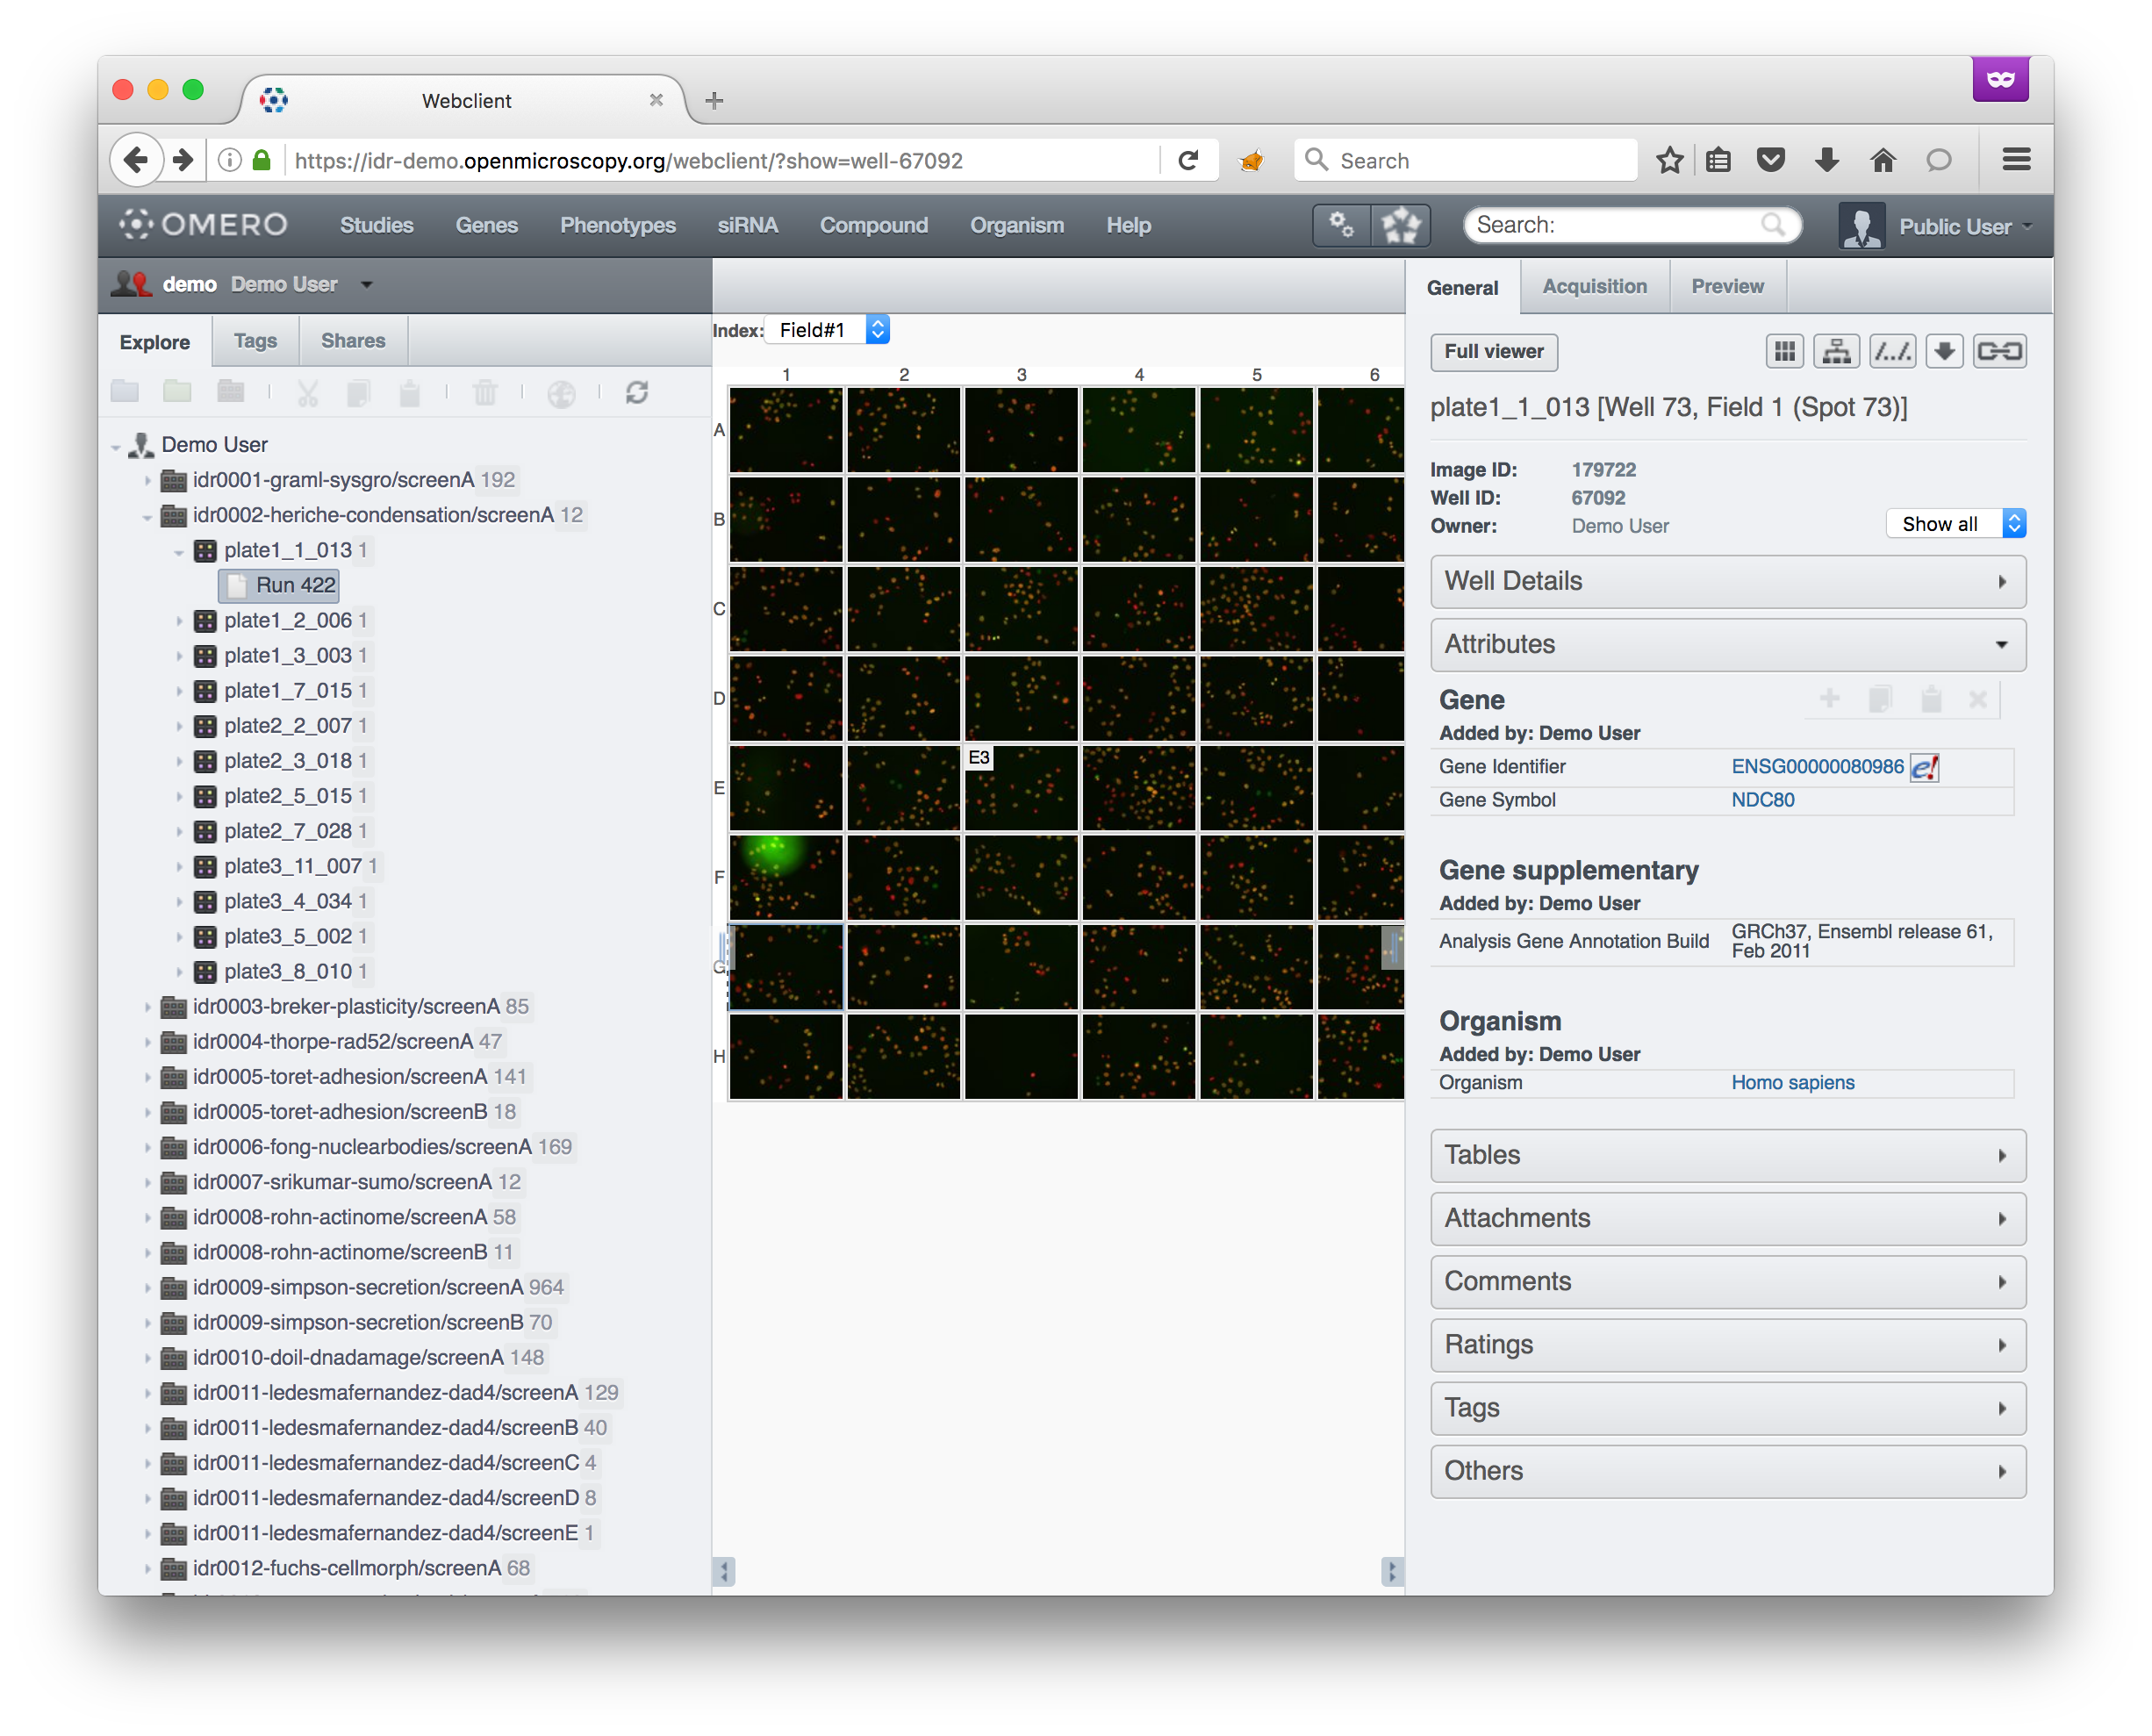 Webclient
https://idr-demo.openmicroscopy.org/webclient/?show=well-67092
Search
OMERO Studies Genes Phenotypes siRNA Compound Organism Help Search: Public User
demo Demo User
General Acquisition Preview
Explore Tags Shares
Index: Field#1
Full viewer
1 2 3 4 5 6
A
B
C
D
E
E3
F
G
H
plate1_1_013 [Well 73, Field 1 (Spot 73)]
Image ID: 179722
Well ID: 67092
Owner: Demo User
Show all
Well Details
Attributes
Gene
Added by: Demo User
Gene Identifier ENSG00000080986 e!
Gene Symbol NDC80
Gene supplementary
Added by: Demo User
Analysis Gene Annotation Build GRCh37, Ensembl release 61,
Feb 2011
Organism
Added by: Demo User
Organism Homo sapiens
Tables
Attachments
Comments
Ratings
Tags
Others
Demo User
idr0001-graml-sysgro/screenA 192
idr0002-heriche-condensation/screenA 12
plate1_1_013 1
Run 422
plate1_2_006 1
plate1_3_003 1
plate1_7_015 1
plate2_2_007 1
plate2_3_018 1
plate2_5_015 1
plate2_7_028 1
plate3_11_007 1
plate3_4_034 1
plate3_5_002 1
plate3_8_010 1
idr0003-breker-plasticity/screenA 85
idr0004-thorpe-rad52/screenA 47
idr0005-toret-adhesion/screenA 141
idr0005-toret-adhesion/screenB 18
idr0006-fong-nuclearbodies/screenA 169
idr0007-srikumar-sumo/screenA 12
idr0008-rohn-actinome/screenA 58
idr0008-rohn-actinome/screenB 11
idr0009-simpson-secretion/screenA 964
idr0009-simpson-secretion/screenB 70
idr0010-doil-dnadamage/screenA 148
idr0011-ledesmafernandez-dad4/screenA 129
idr0011-ledesmafernandez-dad4/screenB 40
idr0011-ledesmafernandez-dad4/screenC 4
idr0011-ledesmafernandez-dad4/screenD 8
idr0011-ledesmafernandez-dad4/screenE 1
idr0012-fuchs-cellmorph/screenA 68